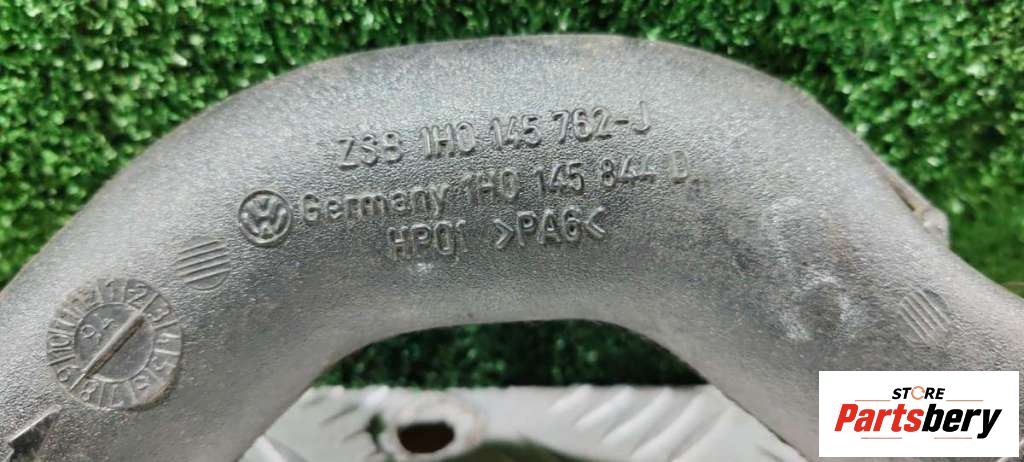 ZSB 1H0 145 762-J
Germany 1H0 145 844 D
HP01 >PA6<
STORE
Partsbery